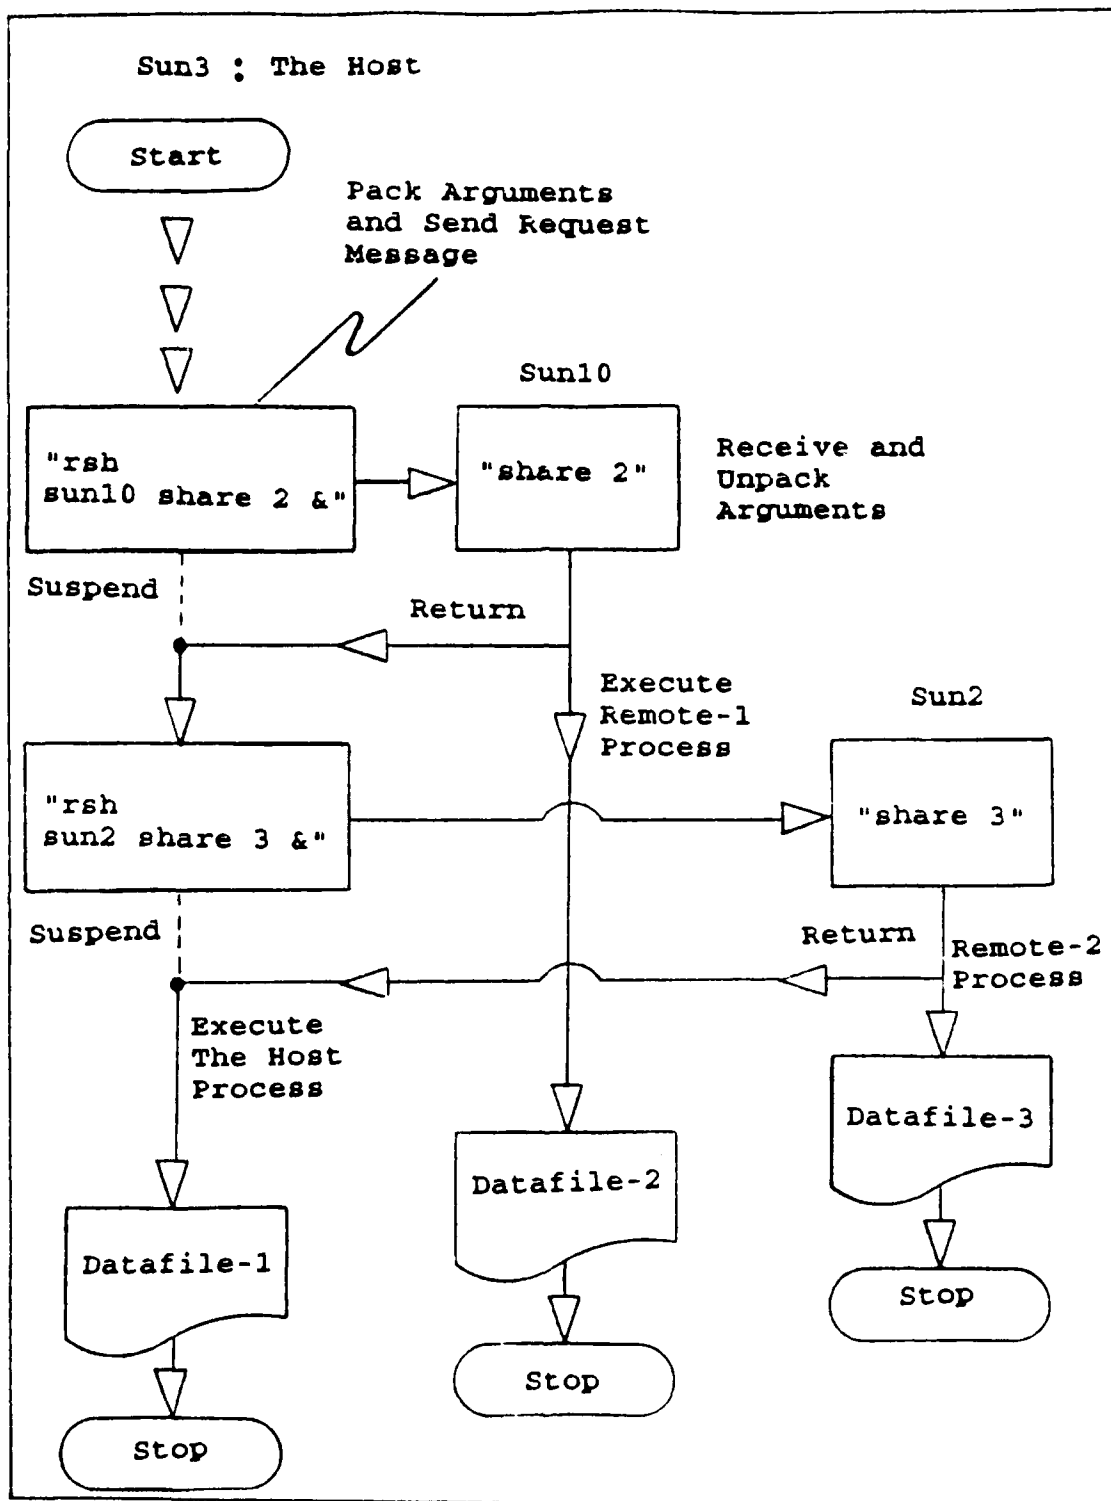 Sun3 : The Host
Start
Pack Arguments
and Send Request
Message
Sun10
"rsh
sun10 share 2 &"
"share 2"
Receive and
Unpack
Arguments
Suspend
Return
Execute
Remote-1
Process
Sun2
"rsh
sun2 share 3 &"
"share 3"
Suspend
Return
Remote-2
Process
Execute
The Host
Process
Datafile-3
Datafile-2
Datafile-1
Stop
Stop
Stop